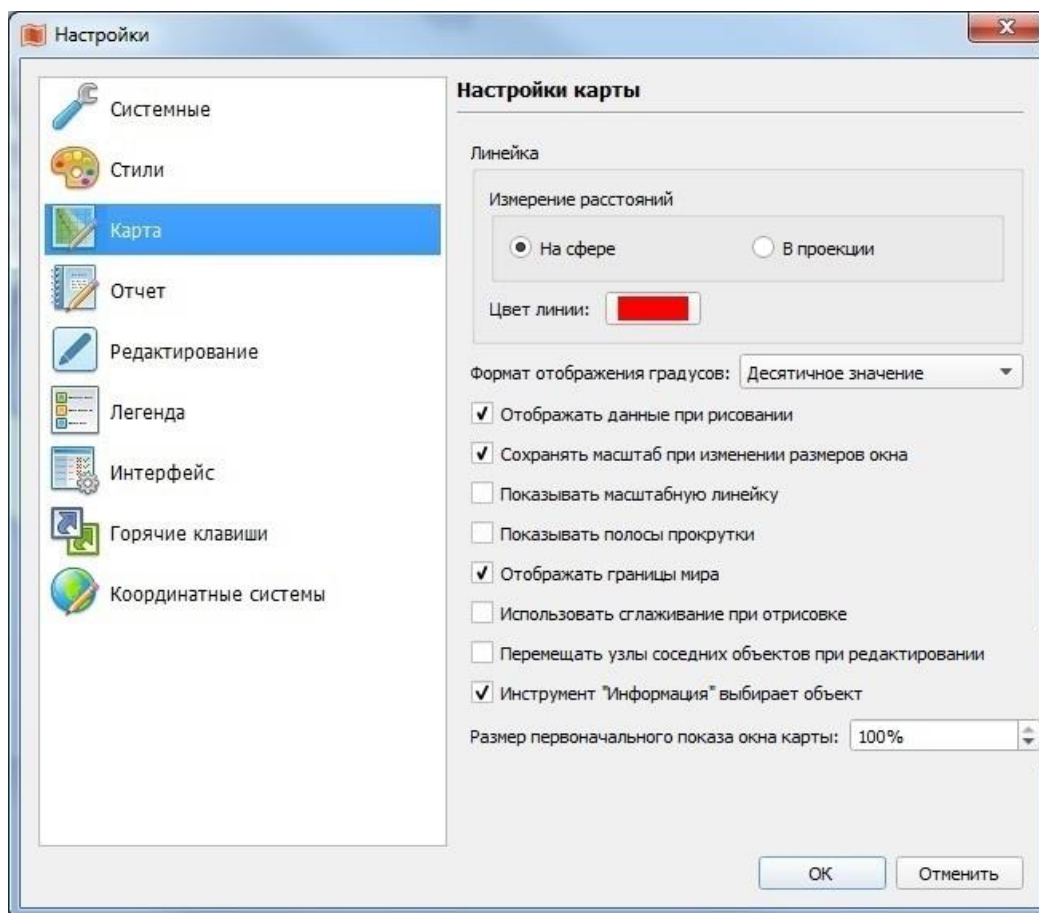 Настройки
Системные
Стили
Карта
Отчет
Редактирование
Легенда
Интерфейс
Горячие клавиши
Координатные системы
Настройки карты
Линейка
Измерение расстояний
На сфере
В проекции
Цвет линии:
Формат отображения градусов: Десятичное значение
Отображать данные при рисовании
Сохранять масштаб при изменении размеров окна
Показывать масштабную линейку
Показывать полосы прокрутки
Отображать границы мира
Использовать сглаживание при отрисовке
Перемещать узлы соседних объектов при редактировании
Инструмент "Информация" выбирает объект
Размер первоначального показа окна карты: 100%
OK
Отменить